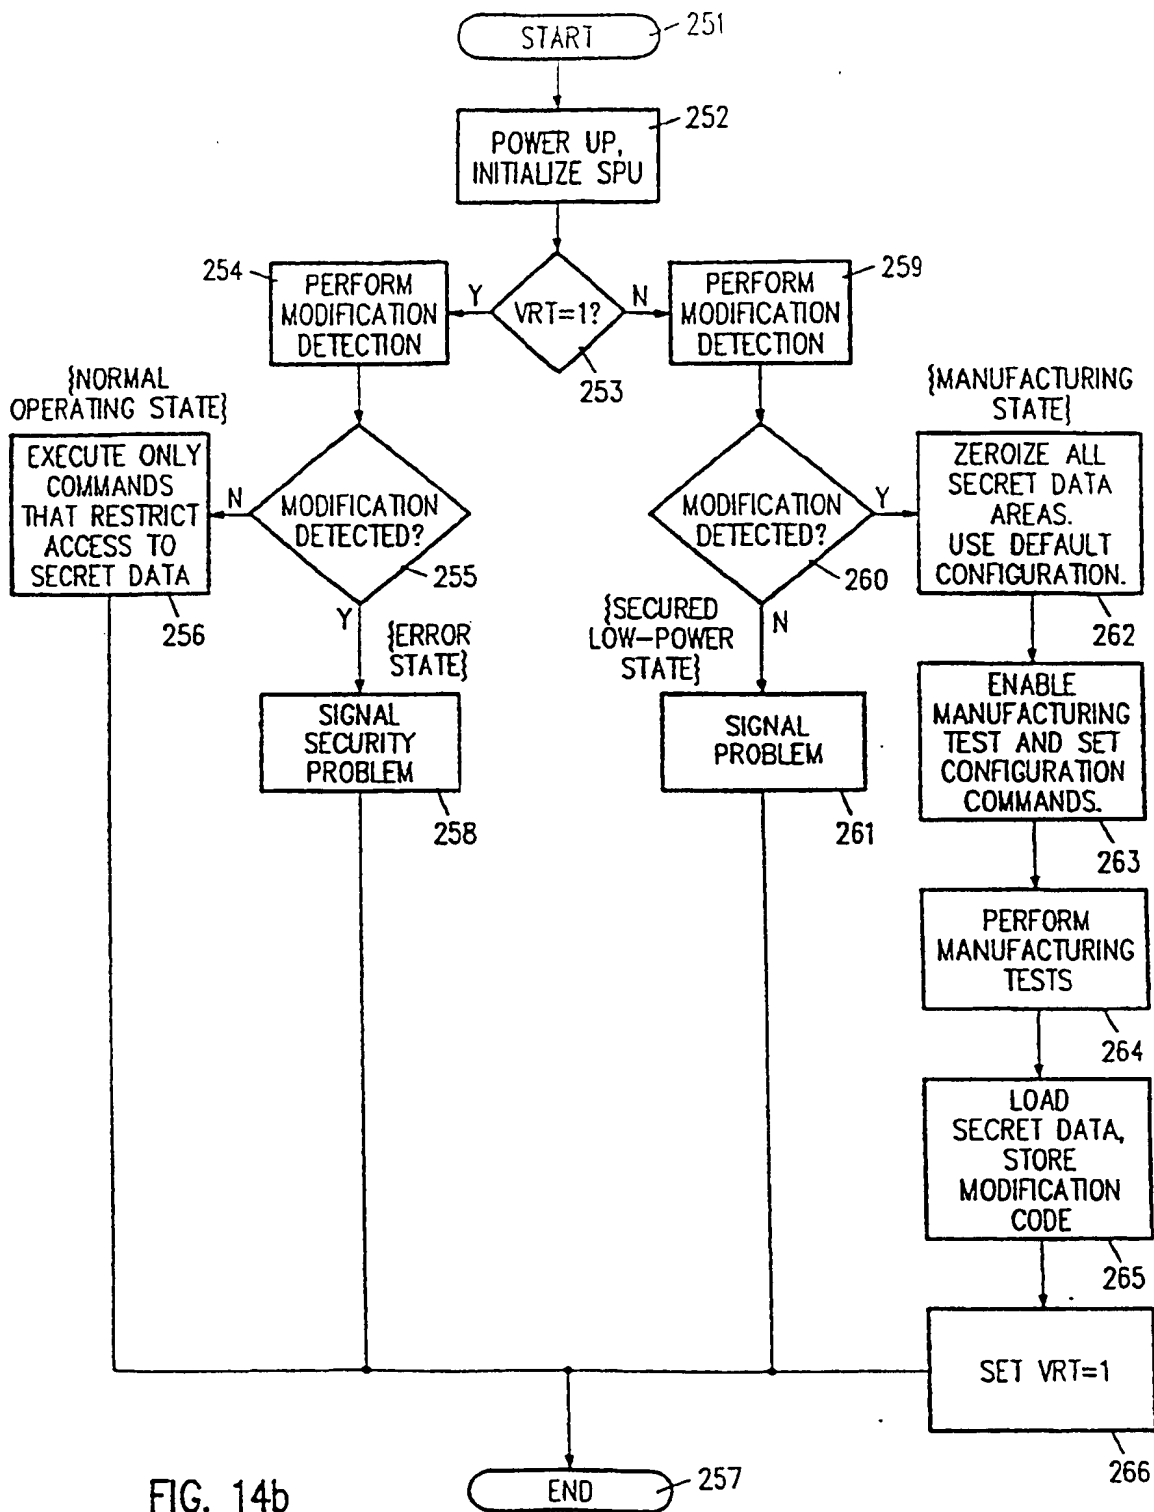 START
251
POWER UP,
INITIALIZE SPU
252
254
PERFORM
MODIFICATION
DETECTION
Y
VRT=1?
N
253
PERFORM
MODIFICATION
DETECTION
259
{NORMAL
OPERATING STATE}
EXECUTE ONLY
COMMANDS
THAT RESTRICT
ACCESS TO
SECRET DATA
256
N
MODIFICATION
DETECTED?
255
Y
{ERROR
STATE}
SIGNAL
SECURITY
PROBLEM
258
MODIFICATION
DETECTED?
260
Y
N
{SECURED
LOW-POWER
STATE}
SIGNAL
PROBLEM
261
{MANUFACTURING
STATE}
ZEROIZE ALL
SECRET DATA
AREAS.
USE DEFAULT
CONFIGURATION.
262
ENABLE
MANUFACTURING
TEST AND SET
CONFIGURATION
COMMANDS.
263
PERFORM
MANUFACTURING
TESTS
264
LOAD
SECRET DATA,
STORE
MODIFICATION
CODE
265
SET VRT=1
266
END
257
FIG. 14b